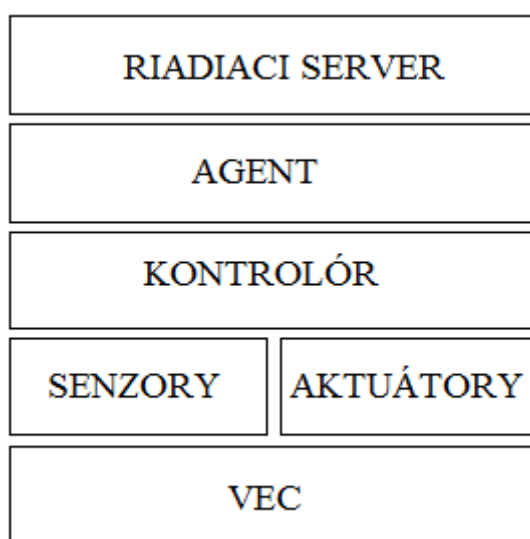 RIADIACI SERVER
AGENT
KONTROLÓR
SENZORY AKTUÁTORY
VEC